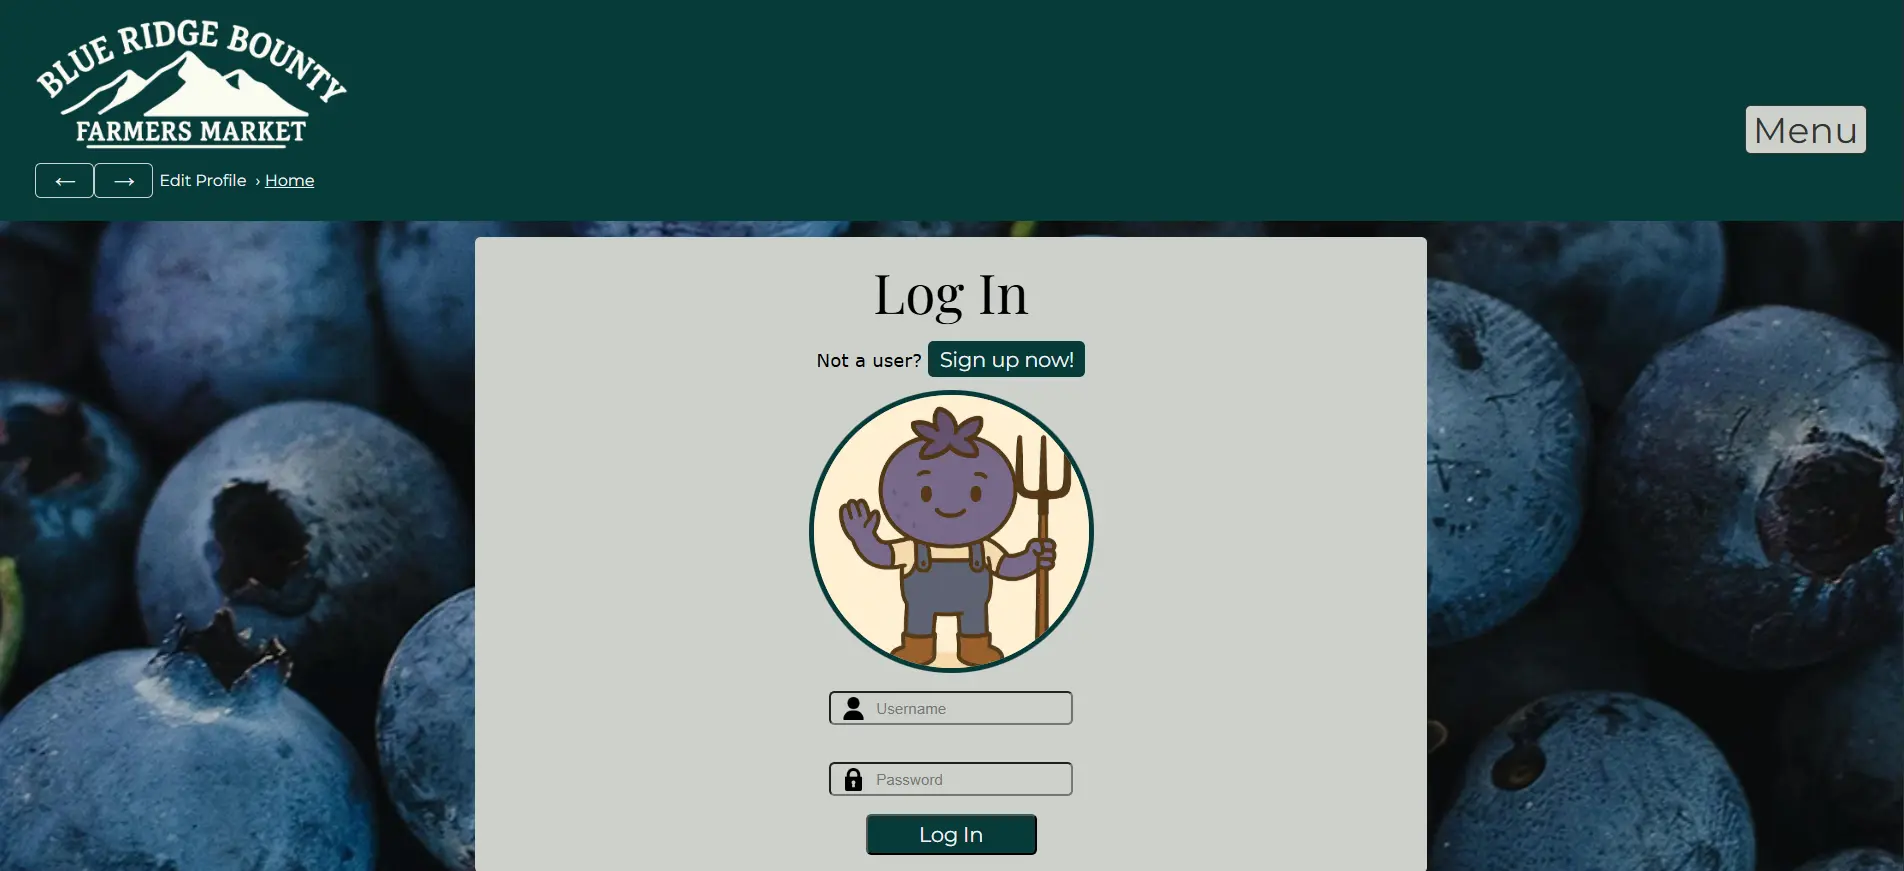 BLUE RIDGE BOUNTY
FARMERS MARKET
Menu
← → Edit Profile › Home
Log In
Not a user? Sign up now!
Username
Password
Log In